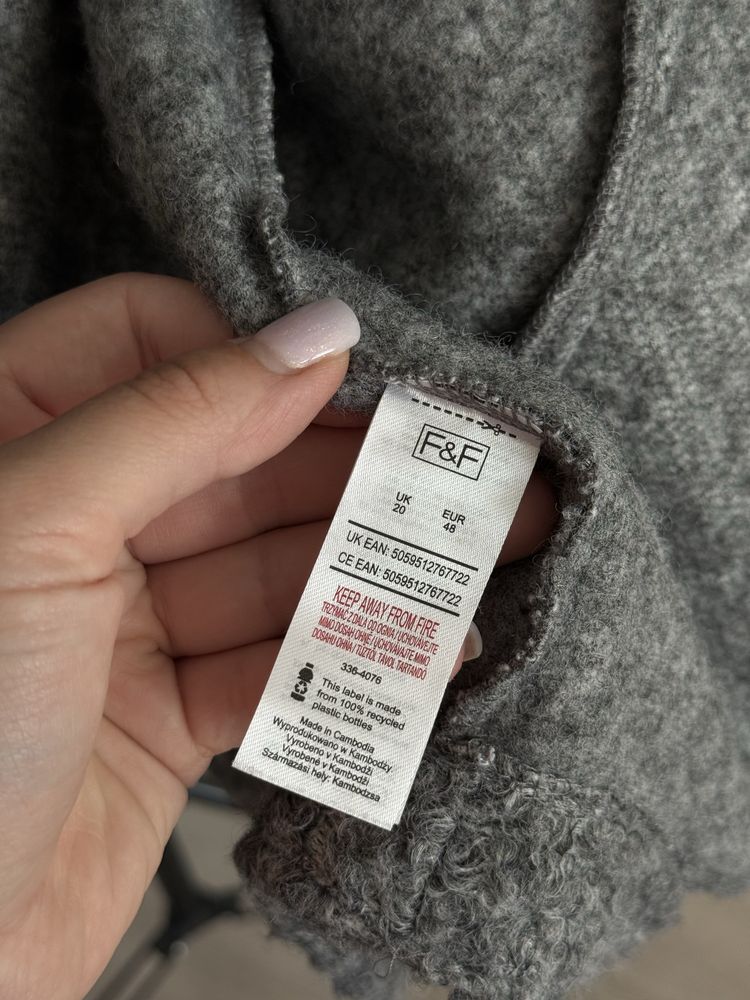 F&F
UK EUR
20 48
UK EAN: 5059512767722
CE EAN: 5059512767722
KEEP AWAY FROM FIRE
TRZYMAĆ Z DALA OD OGNIA / UCHOVÁVEJTE
MIMO DOSAH OHNĚ / UCHOVÁVAJTE MIMO
DOSAHU OHŇA / TŰZTŐL TÁVOL TARTANDÓ
336-4076
This label is made
from 100% recycled
plastic bottles
Made in Cambodia
Wyprodukowano w Kambodży
Vyrobeno v Kambodži
Vyrobené v Kambodži
Származási hely: Kambodzsa